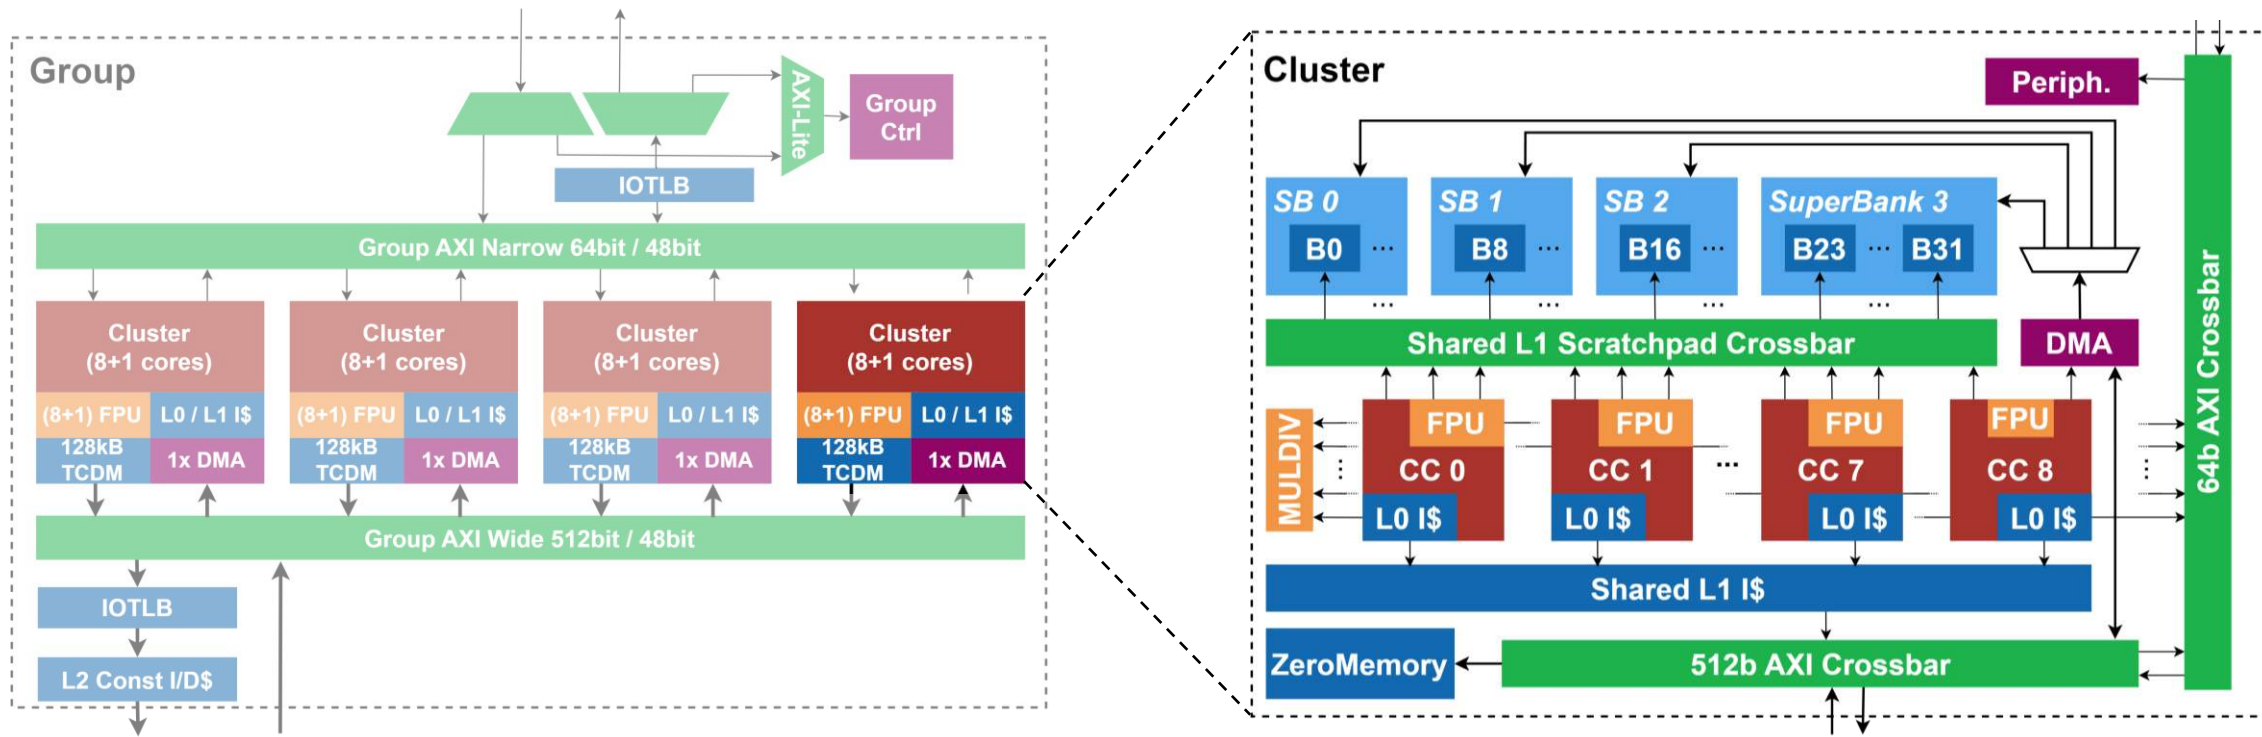 Group
AXI-Lite
Group
Ctrl
IOTLB
Group AXI Narrow 64bit / 48bit
Cluster
(8+1 cores)
(8+1) FPU
L0 / L1 I$
128kB
TCDM
1x DMA
Cluster
(8+1 cores)
(8+1) FPU
L0 / L1 I$
128kB
TCDM
1x DMA
Cluster
(8+1 cores)
(8+1) FPU
L0 / L1 I$
128kB
TCDM
1x DMA
Cluster
(8+1 cores)
(8+1) FPU
L0 / L1 I$
128kB
TCDM
1x DMA
Group AXI Wide 512bit / 48bit
IOTLB
L2 Const I/D$
Cluster
Periph.
SB 0
B0 ...
...
SB 1
B8 ...
...
SB 2
B16 ...
...
SuperBank 3
B23 ... B31
...
Shared L1 Scratchpad Crossbar
DMA
64b AXI Crossbar
MULDIV
...
FPU
CC 0
L0 I$
FPU
CC 1
L0 I$
...
FPU
CC 7
L0 I$
FPU
CC 8
L0 I$
...
Shared L1 I$
ZeroMemory
512b AXI Crossbar